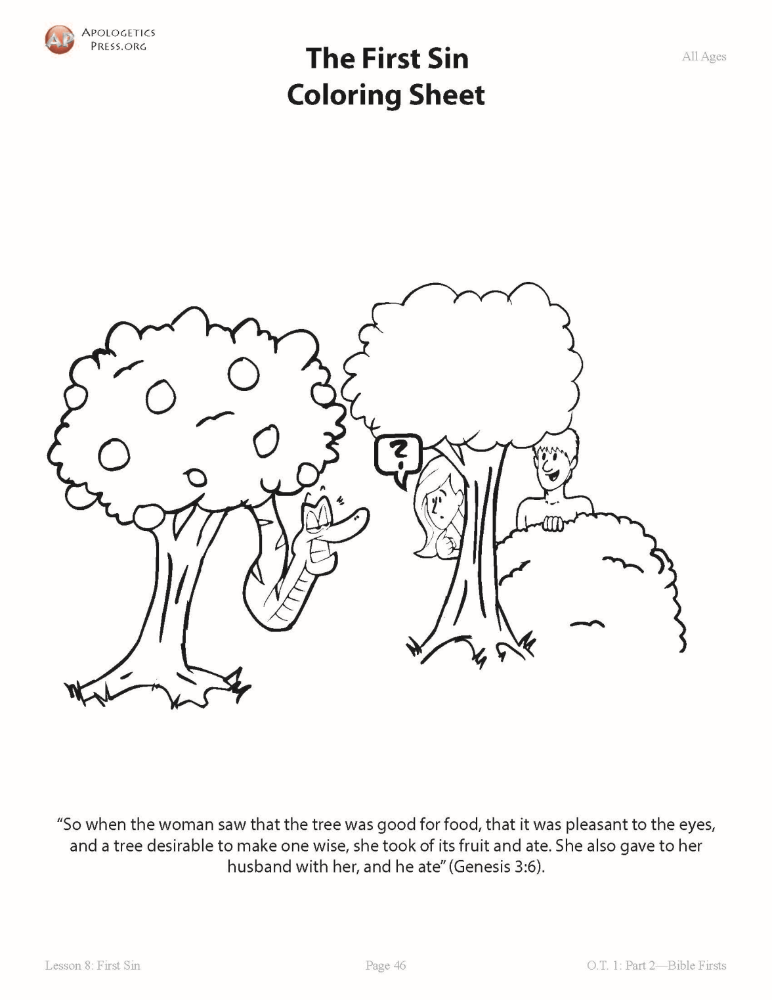 AP
APOLOGETICS
PRESS.ORG
The First Sin
Coloring Sheet
All Ages
?
“So when the woman saw that the tree was good for food, that it was pleasant to the eyes,
and a tree desirable to make one wise, she took of its fruit and ate. She also gave to her
husband with her, and he ate” (Genesis 3:6).
Lesson 8: First Sin
Page 46
O.T. 1: Part 2—Bible Firsts